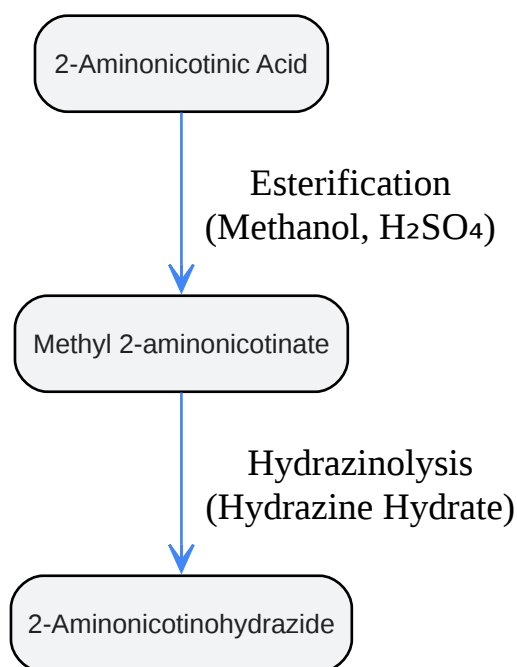 2-Aminonicotinic Acid
Esterification
(Methanol, H₂SO₄)
Methyl 2-aminonicotinate
Hydrazinolysis
(Hydrazine Hydrate)
2-Aminonicotinohydrazide